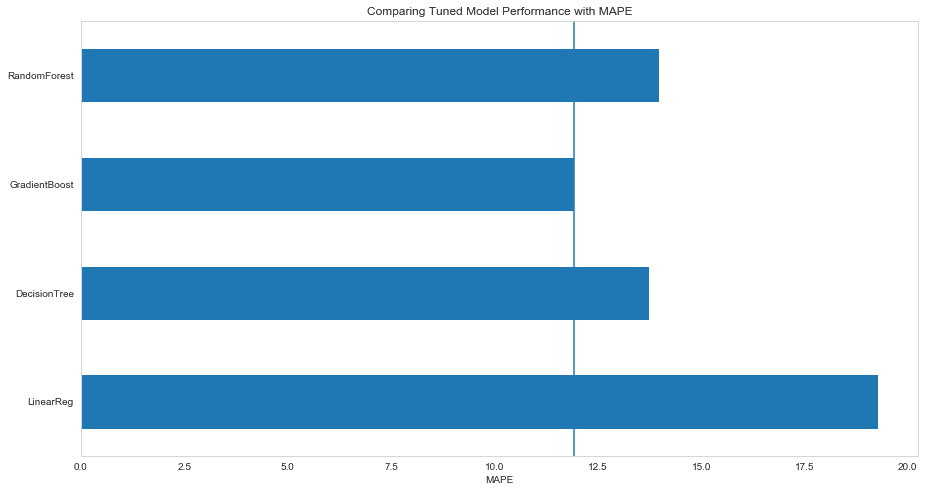 Comparing Tuned Model Performance with MAPE
RandomForest
GradientBoost
DecisionTree
LinearReg
0.0 2.5 5.0 7.5 10.0 12.5 15.0 17.5 20.0
MAPE